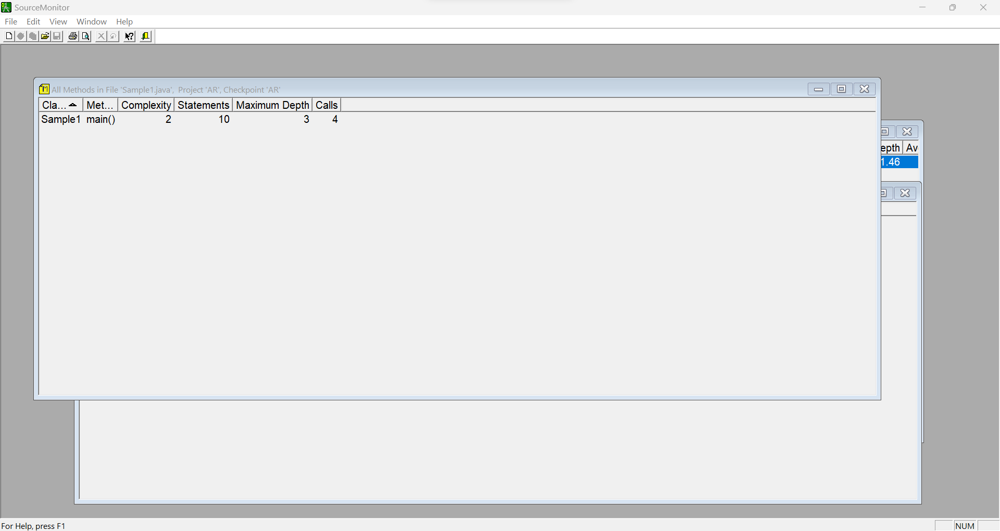 SourceMonitor
File Edit View Window Help
All Methods in File 'Sample1.java', Project 'AR', Checkpoint 'AR'
Cla... Met... Complexity Statements Maximum Depth Calls
Sample1 main() 2 10 3 4
epth Av
1.46
For Help, press F1
NUM